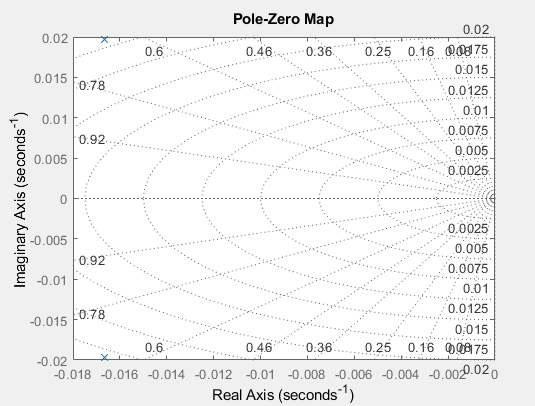 Pole-Zero Map
0.02
0.02 0.6 0.46 0.36 0.25 0.16 0.08 0.0175
0.015 0.015
0.78 0.0125
0.01 0.01
0.92 0.0075
0.005 0.005
0.0025
0
0.0025
-0.005 0.005
0.92 0.0075
-0.01 0.01
0.78 0.0125
-0.015 0.015
0.6 0.46 0.36 0.25 0.16 0.08 0.0175
-0.02 0.02
-0.018 -0.016 -0.014 -0.012 -0.01 -0.008 -0.006 -0.004 -0.002 0
Real Axis (seconds-1)
Imaginary Axis (seconds-1)